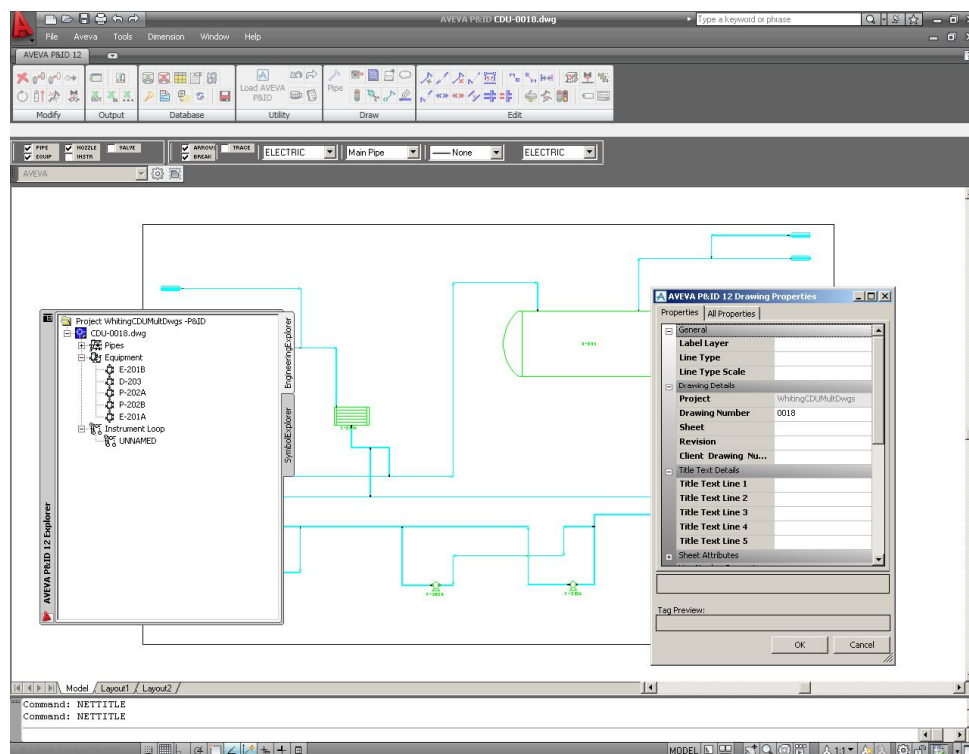 AVEVA P&ID CDU-0018.dwg
Type a keyword or phrase
File Aveva Tools Dimension Window Help
AVEVA P&ID 12
Load AVEVA P&ID
Pipe
Modify Output Database Utility Draw Edit
PIPE NOZZLE VALVE ARROWS TRACE
EQUIP INSTR BREAK
ELECTRIC Main Pipe None ELECTRIC
AVEVA
Project WhitingCDUMultDwgs -P&ID
CDU-0018.dwg
Pipes
Equipment
E-201B
D-203
P-202A
P-202B
E-201A
Instrument Loop
UNNAMED
EngineeringExplorer
SymbolExplorer
AVEVA P&ID 12 Explorer
AVEVA P&ID 12 Drawing Properties
Properties All Properties
General
Label Layer
Line Type
Line Type Scale
Drawing Details
Project WhitingCDUMultDwgs
Drawing Number 0018
Sheet
Revision
Client Drawing Nu...
Title Text Details
Title Text Line 1
Title Text Line 2
Title Text Line 3
Title Text Line 4
Title Text Line 5
Sheet Attributes
Tag Preview:
OK Cancel
Model Layout1 Layout2
Command: NETTITLE
Command: NETTITLE
MODEL 1:1